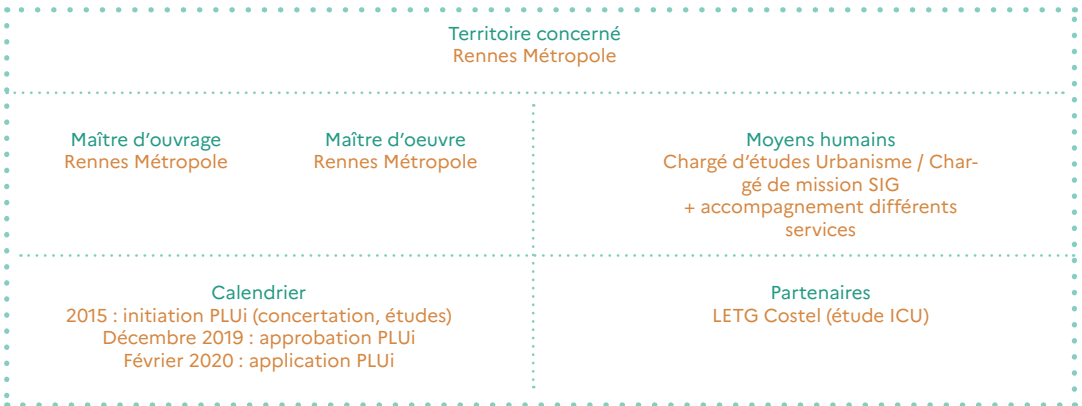 Territoire concerné
Rennes Métropole
Maître d’ouvrage
Rennes Métropole
Maître d’oeuvre
Rennes Métropole
Moyens humains
Chargé d’études Urbanisme / Char-
gé de mission SIG
+ accompagnement différents
services
Calendrier
2015 : initiation PLUi (concertation, études)
Décembre 2019 : approbation PLUi
Février 2020 : application PLUi
Partenaires
LETG Costel (étude ICU)